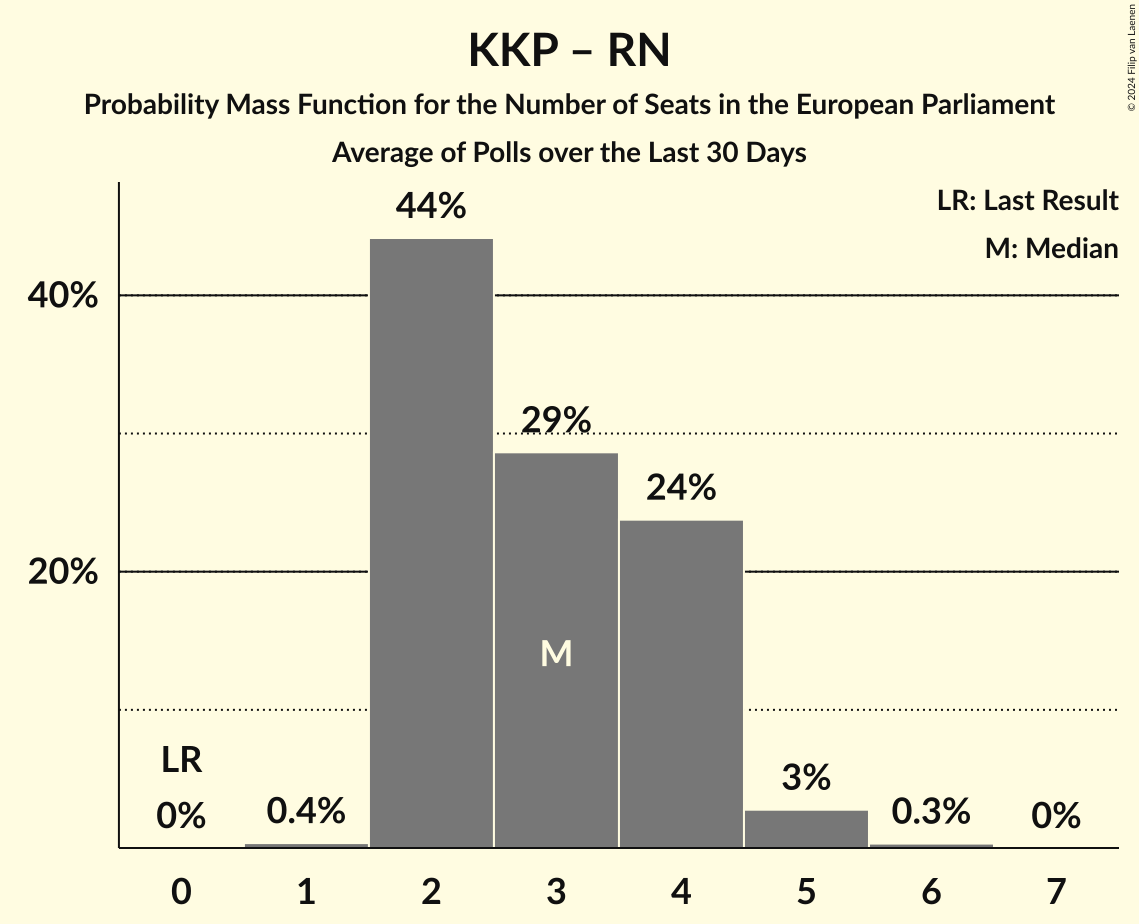 KKP – RN
Probability Mass Function for the Number of Seats in the European Parliament
Average of Polls over the Last 30 Days
© 2024 Filip van Laenen
LR: Last Result
M: Median
44%
40%
29%
24%
20%
M
LR
0%
0.4%
3%
0.3%
0%
0 1 2 3 4 5 6 7